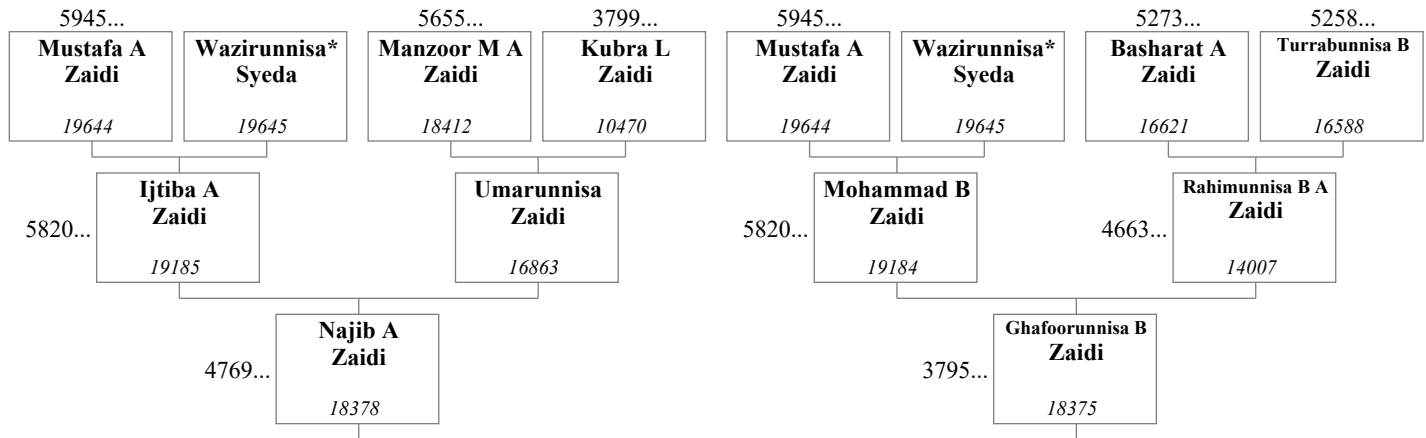 5945...
5655...
3799...
5945...
5273...
5258...
Mustafa A
Zaidi
19644
Wazirunnisa*
Syeda
19645
Manzoor M A
Zaidi
18412
Kubra L
Zaidi
10470
Mustafa A
Zaidi
19644
Wazirunnisa*
Syeda
19645
Basharat A
Zaidi
16621
Turrabunnisa B
Zaidi
16588
5820...
Ijtiba A
Zaidi
19185
Umarunnisa
Zaidi
16863
5820...
Mohammad B
Zaidi
19184
4663...
Rahimunnisa B A
Zaidi
14007
4769...
Najib A
Zaidi
18378
3795...
Ghafoorunnisa B
Zaidi
18375